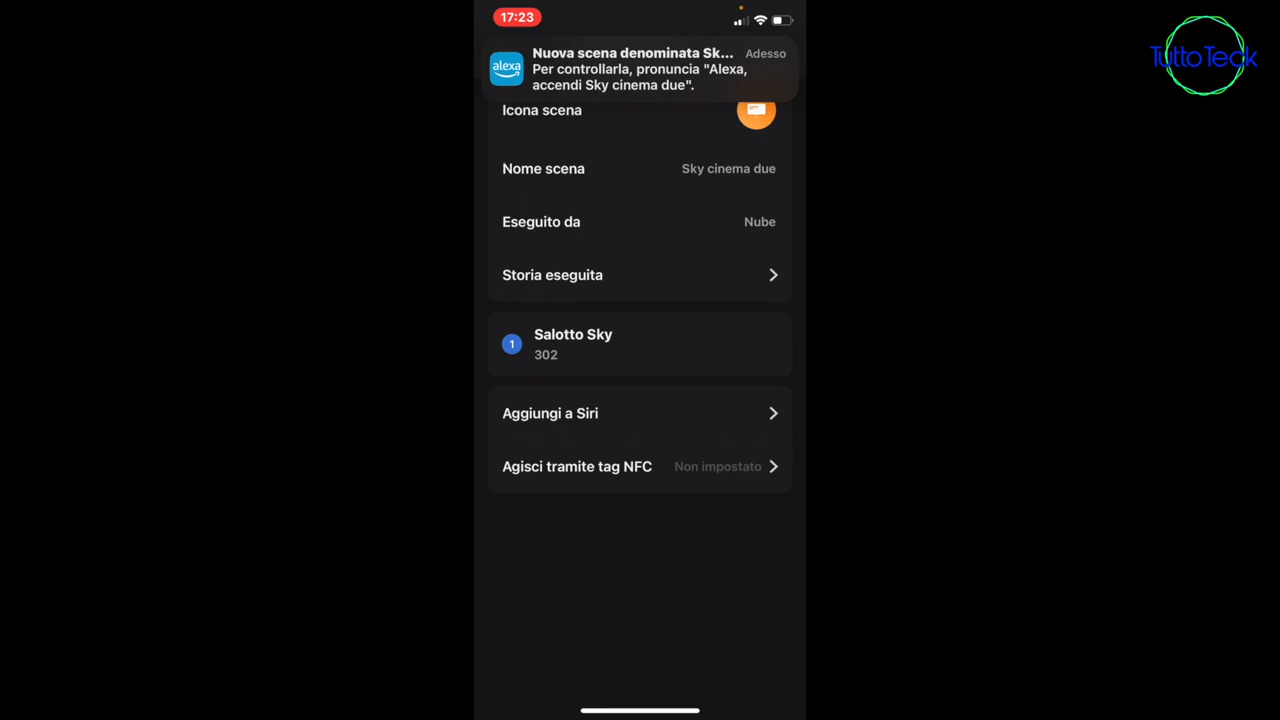 17:23
TuttoTeck
alexa
Nuova scena denominata Sk...
Adesso
Per controllarla, pronuncia "Alexa,
accendi Sky cinema due".
Icona scena
Nome scena
Sky cinema due
Eseguito da
Nube
Storia eseguita
1
Salotto Sky
302
Aggiungi a Siri
Agisci tramite tag NFC
Non impostato